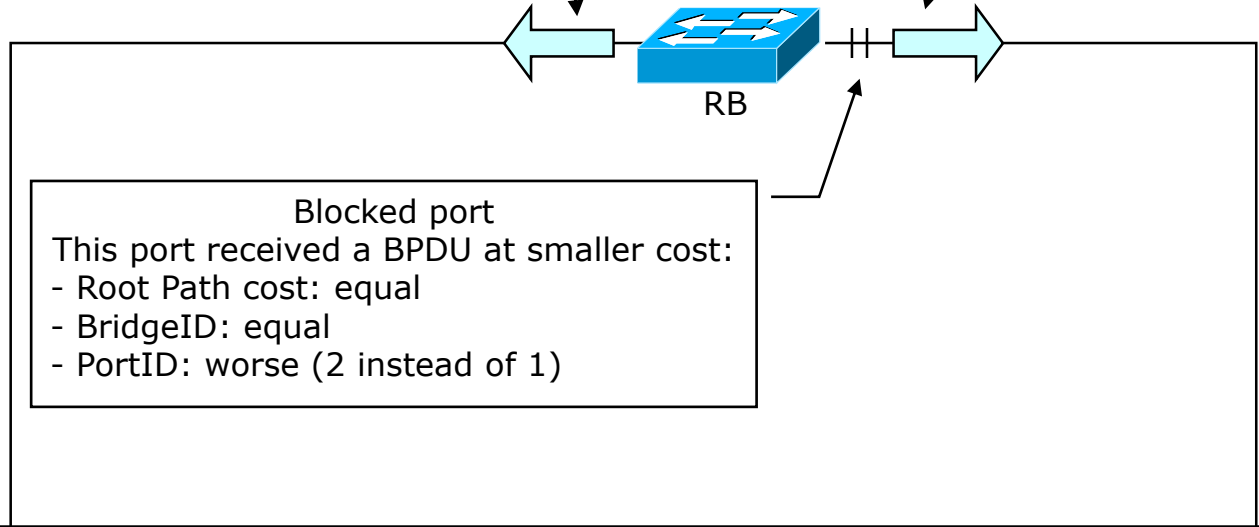 RB
Blocked port
This port received a BPDU at smaller cost:
- Root Path cost: equal
- BridgeID: equal
- PortID: worse (2 instead of 1)